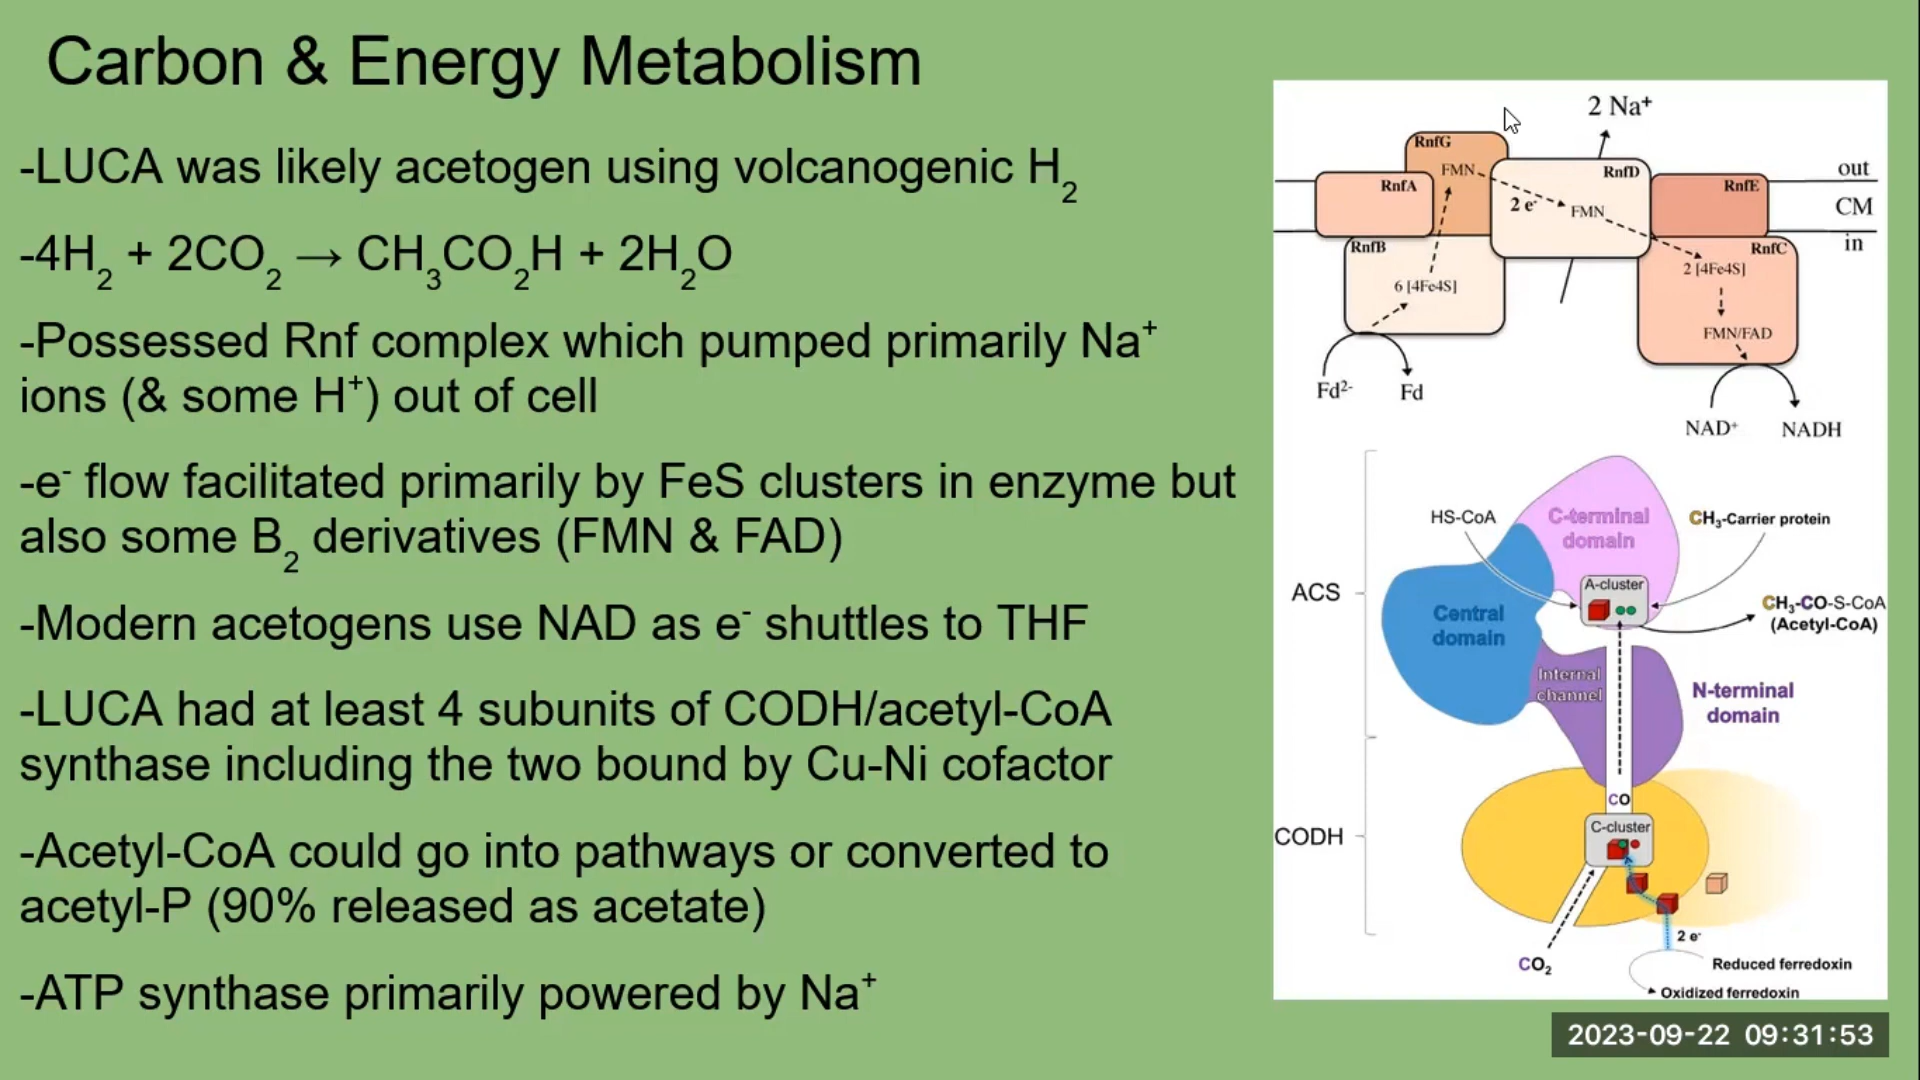 Carbon & Energy Metabolism
-LUCA was likely acetogen using volcanogenic H₂
-4H₂ + 2CO₂ → CH₃CO₂H + 2H₂O
-Possessed Rnf complex which pumped primarily Na⁺
ions (& some H⁺) out of cell
-e⁻ flow facilitated primarily by FeS clusters in enzyme but
also some B₂ derivatives (FMN & FAD)
-Modern acetogens use NAD as e⁻ shuttles to THF
-LUCA had at least 4 subunits of CODH/acetyl-CoA
synthase including the two bound by Cu-Ni cofactor
-Acetyl-CoA could go into pathways or converted to
acetyl-P (90% released as acetate)
-ATP synthase primarily powered by Na⁺
2 Na⁺
RnfG
FMN
RnfA
RnfD
RnfE
2 e⁻
FMN
out
CM
in
RnfB
RnfC
6 [4Fe4S]
2 [4Fe4S]
FMN/FAD
Fd²⁻
Fd
NAD⁺
NADH
HS-CoA
C-terminal
domain
CH₃-Carrier protein
ACS
A-cluster
Central
domain
CH₃-CO-S-CoA
(Acetyl-CoA)
Internal
channel
N-terminal
domain
CO
CODH
C-cluster
2 e⁻
CO₂
Reduced ferredoxin
Oxidized ferredoxin
2023-09-22 09:31:53